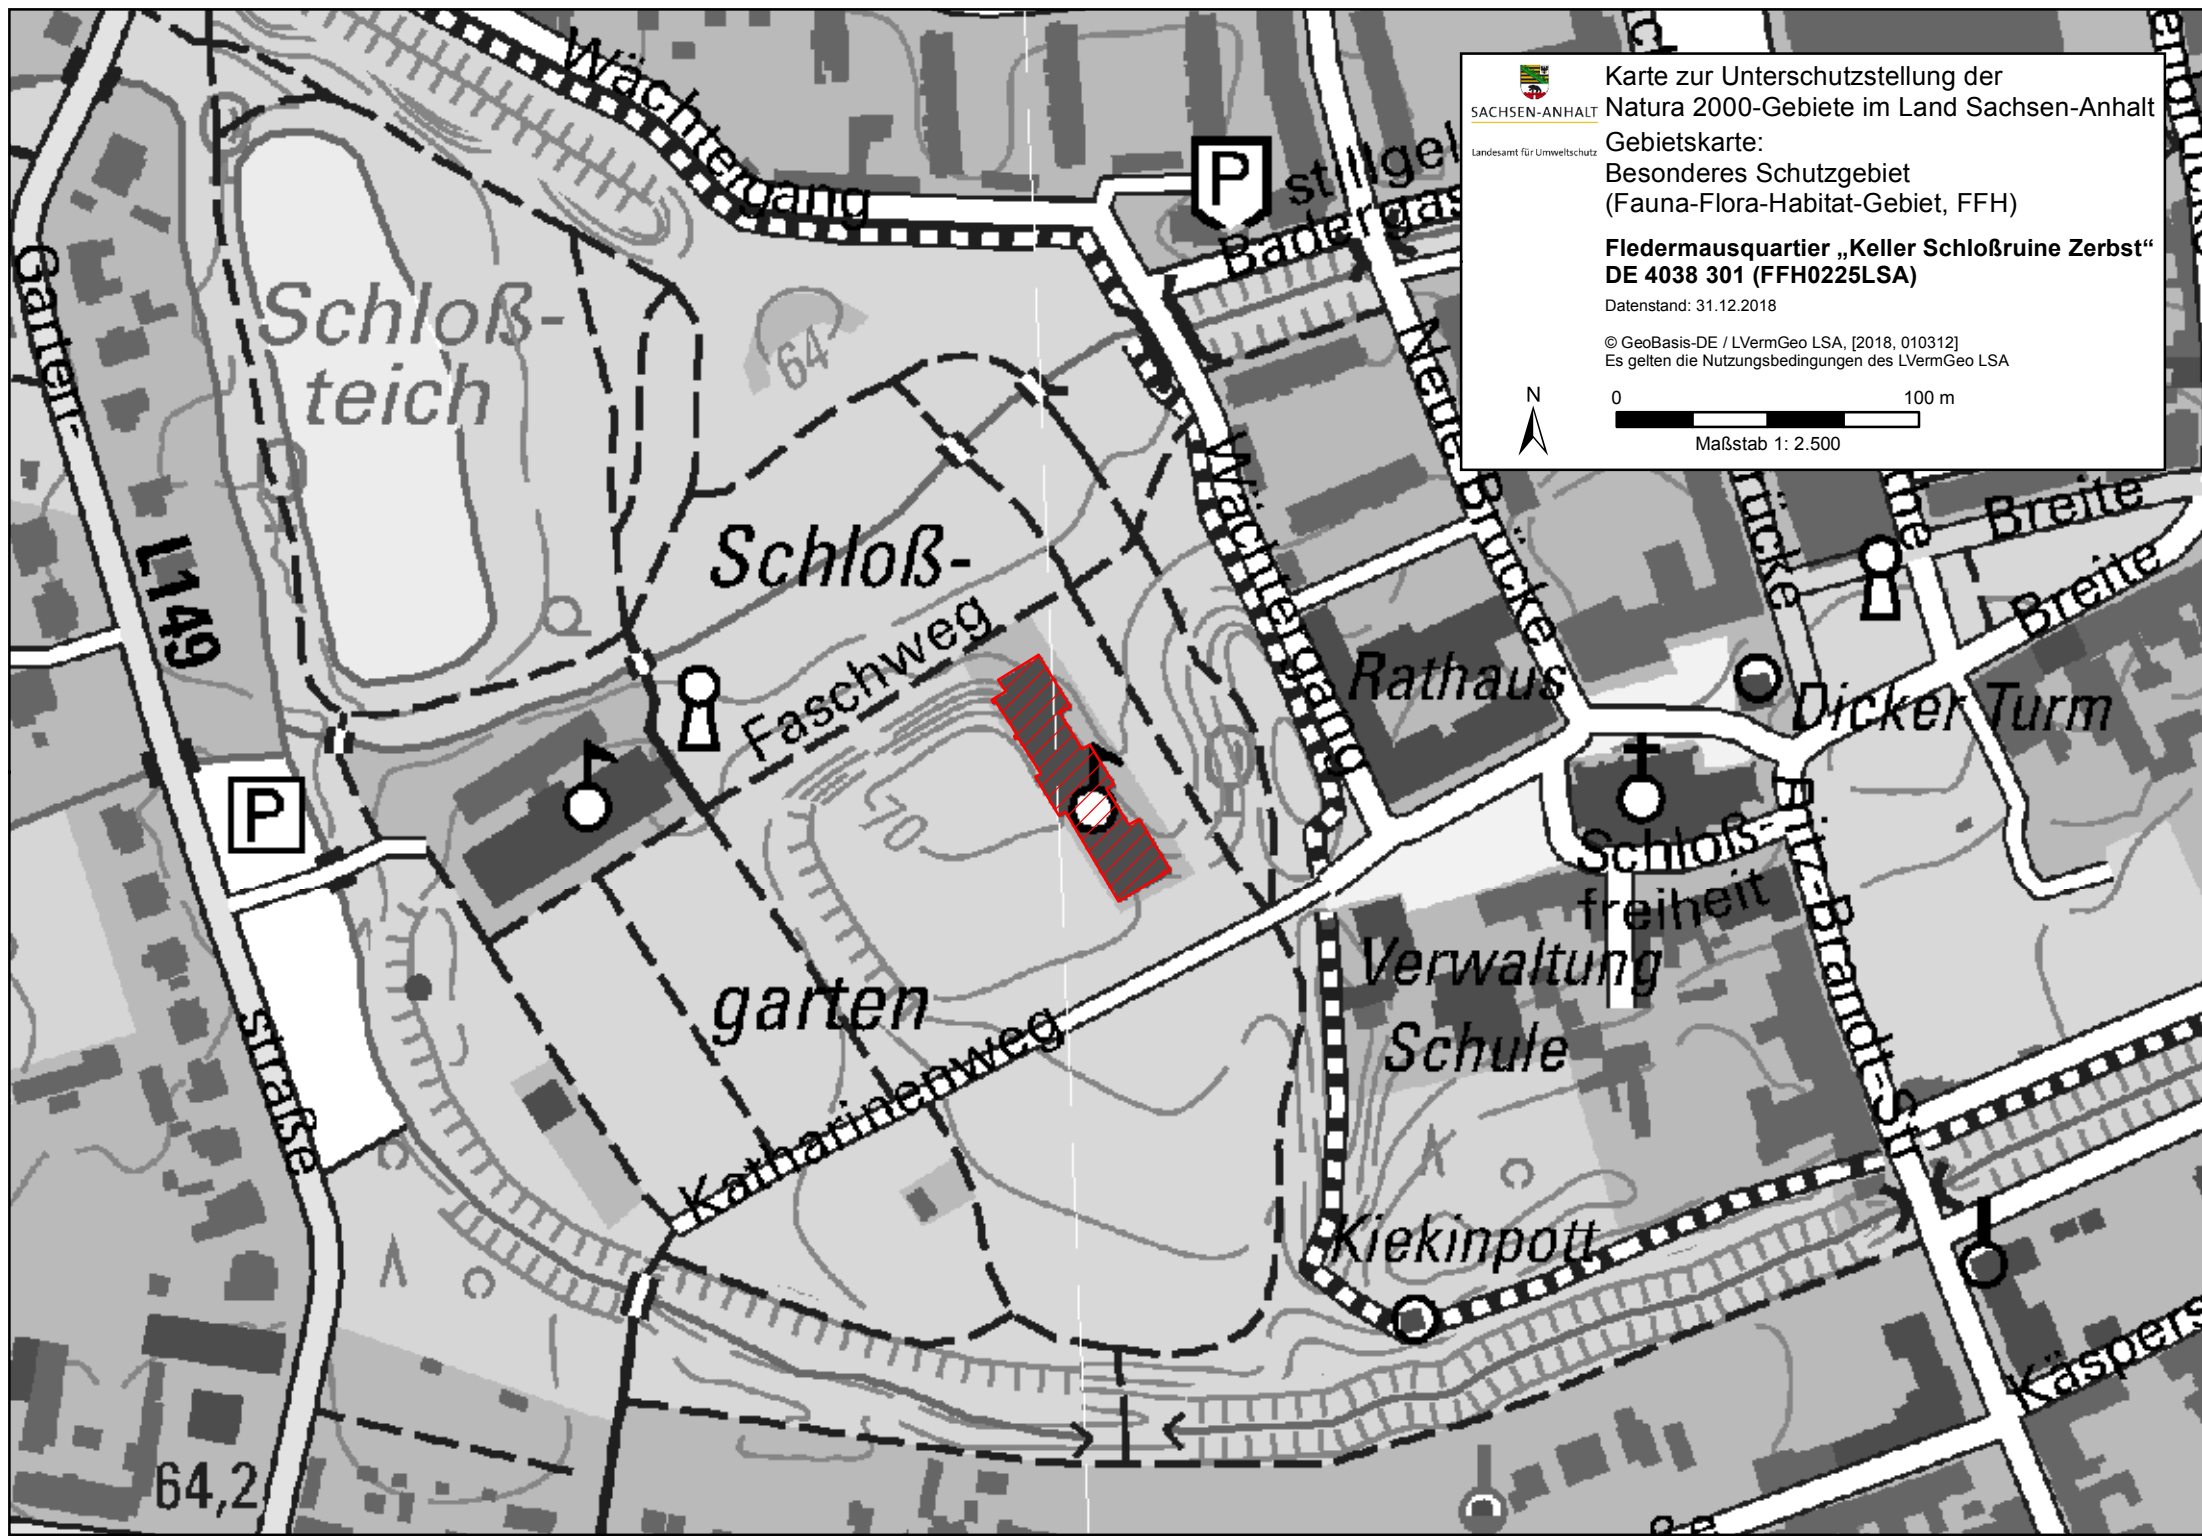 SACHSEN-ANHALT
Landesamt für Umweltschutz
Karte zur Unterschutzstellung der
Natura 2000-Gebiete im Land Sachsen-Anhalt
Gebietskarte:
Besonderes Schutzgebiet
(Fauna-Flora-Habitat-Gebiet, FFH)
Fledermausquartier „Keller Schloßruine Zerbst“
DE 4038 301 (FFH0225LSA)
Datenstand: 31.12.2018
© GeoBasis-DE / LVermGeo LSA, [2018, 010312]
Es gelten die Nutzungsbedingungen des LVermGeo LSA
N
0 100 m
Maßstab 1: 2.500
Wächtergang
P
Garten-
Schloß-
teich
64
Neue Brücke
L149
Schloß-
Wächtergang
Breite
Breite
Faschweg
Rathaus
Dicker Turm
P
70
Schloß-
freiheit
Fritz-Brandt-Str.
Verwaltung
Schule
garten
straße
Katharinenweg
Kiekinpott
64,2